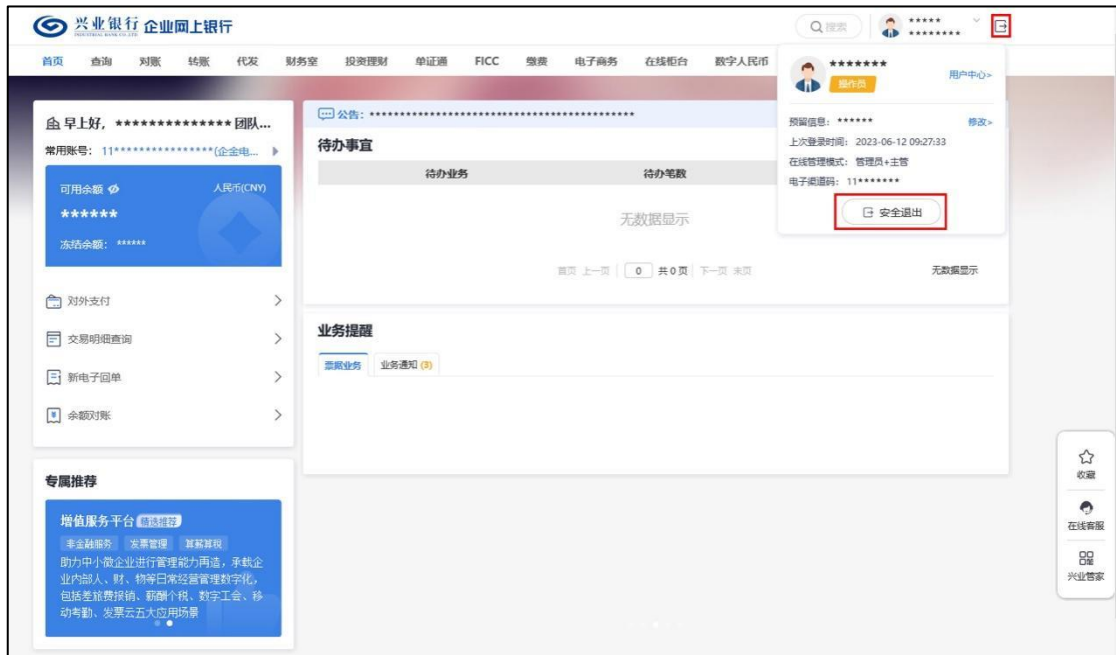 兴业银行 企业网上银行
INDUSTRIAL BANK CO.,LTD
搜索
*****
********
首页 查询 对账 转账 代发 财务室 投资理财 单证通 FICC 缴费 电子商务 在线柜台 数字人民币
*******
操作员
用户中心>
预留信息: ****** 修改>
上次登录时间: 2023-06-12 09:27:33
在线管理模式: 管理员+主管
电子渠道码: 11*******
安全退出
早上好, ************** 团队...
常用账号: 11****************(企金电...
可用余额 人民币(CNY)
******
冻结余额: ******
对外支付
交易明细查询
新电子回单
余额对账
公告: *********************************************
待办事宜
待办业务 待办笔数
无数据显示
首页 上一页 0 共 0 页 下一页 末页 无数据显示
业务提醒
票据业务 业务通知 (3)
专属推荐
增值服务平台 精选推荐
非金融服务 发票管理 算薪算税
助力中小微企业进行管理能力再造，承载企
业内部人、财、物等日常经营管理数字化，
包括差旅费报销、薪酬个税、数字工会、移
动考勤、发票云五大应用场景
收藏
在线客服
兴业管家